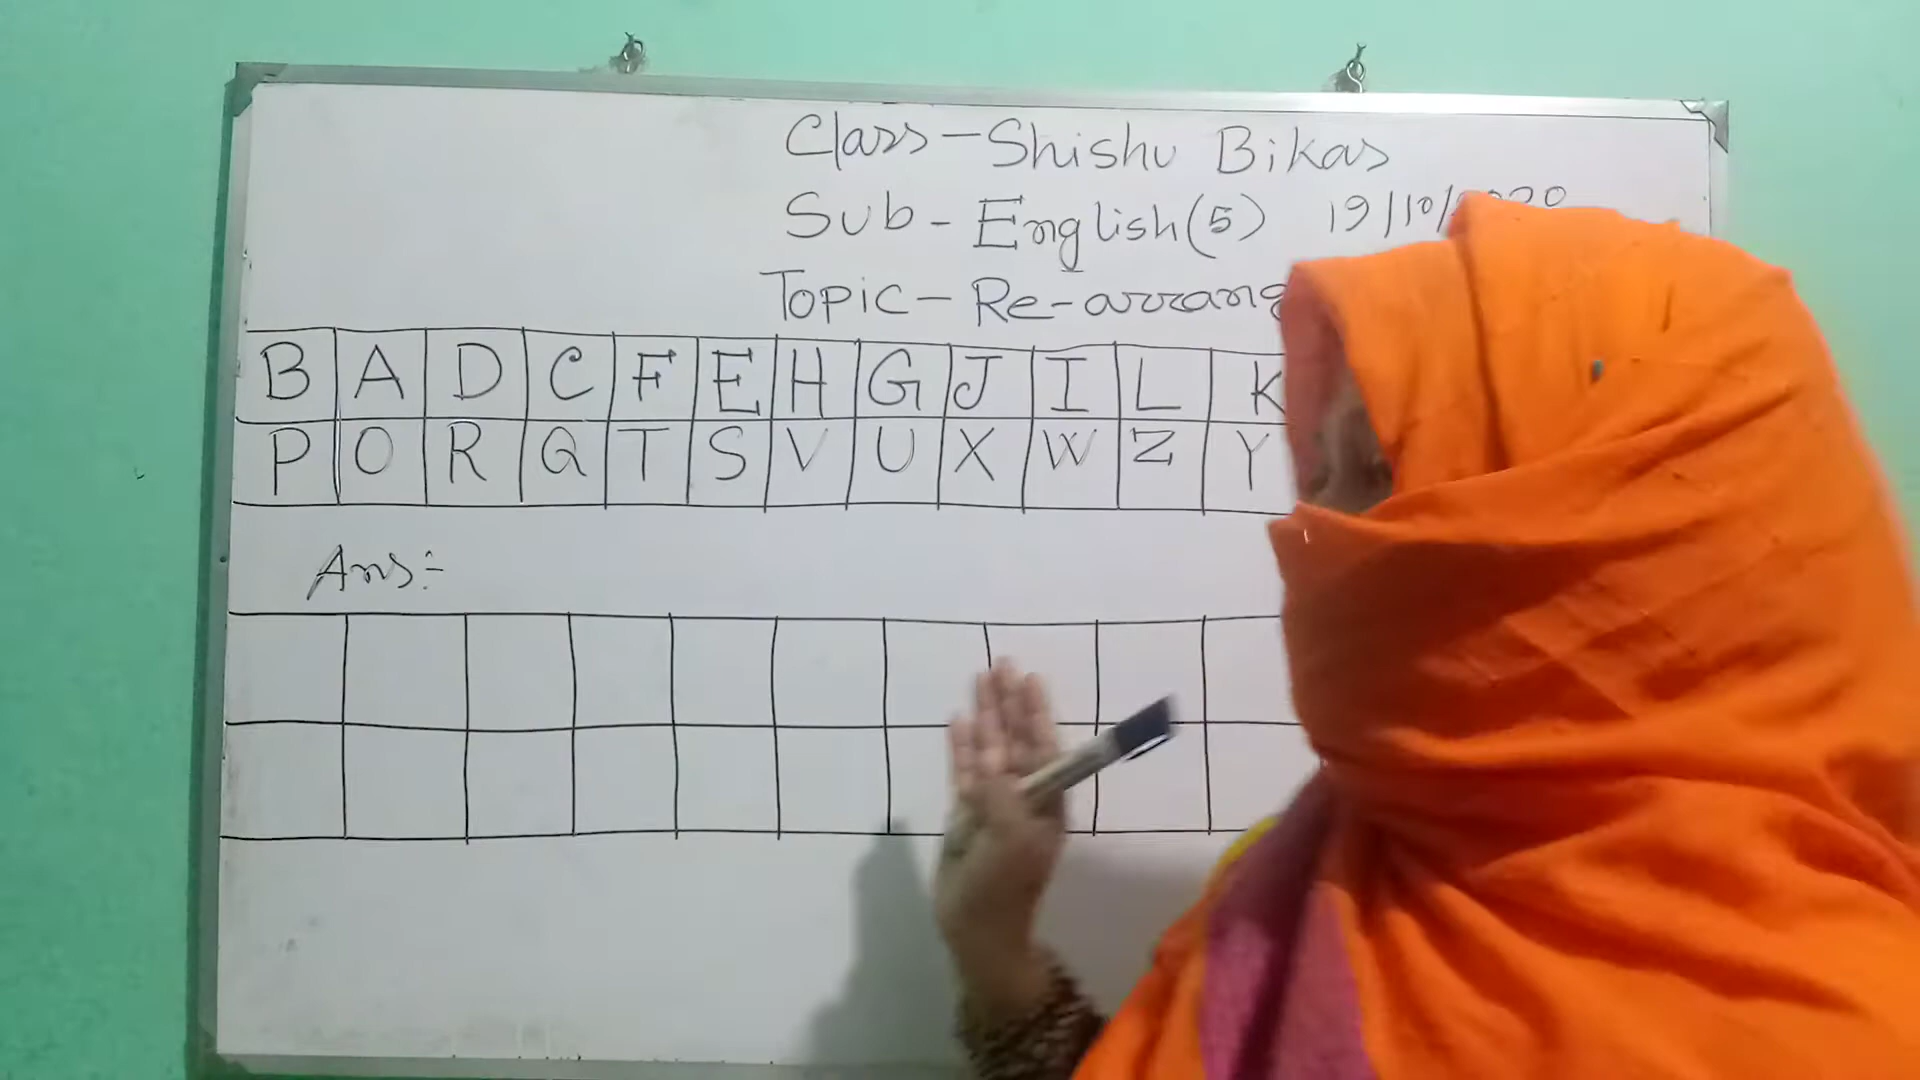 Class - Shishu Bikas
Sub - English (5) 19/10/2020
Topic - Re-arrang
B A D C F E H G J I L K
P O R Q T S V U X W Z Y
Ans:-